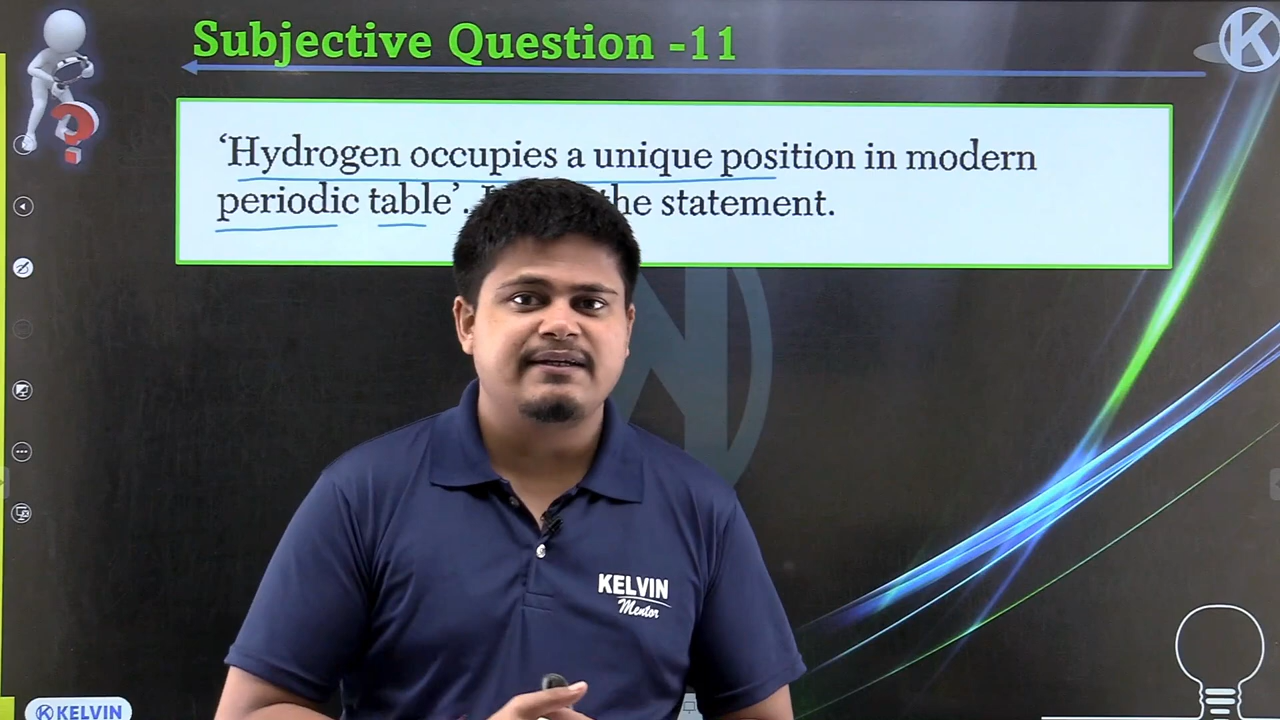 Subjective Question -11
‘Hydrogen occupies a unique position in modern
periodic table’. the statement.
KELVIN
Mentor
KELVIN